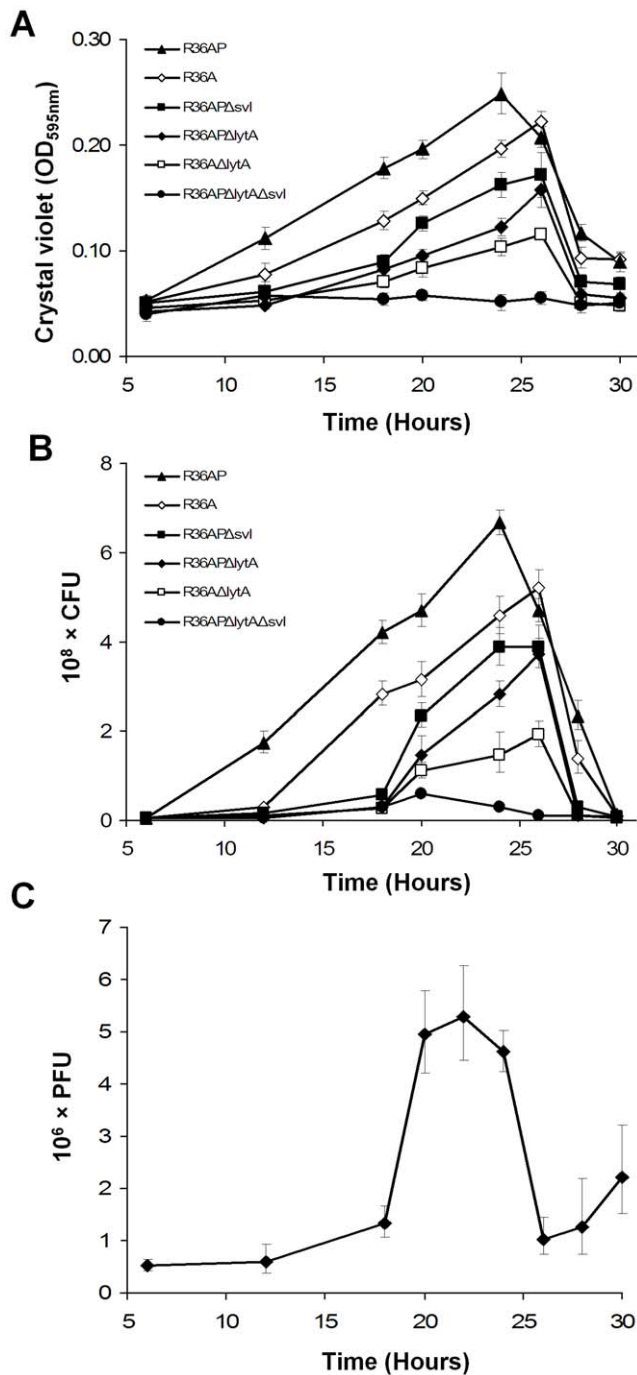 A
0.30
0.20
0.10
0.00
Crystal violet (OD595nm)
R36AP
R36A
R36APΔsvl
R36APΔlytA
R36AΔlytA
R36APΔlytAΔsvl
5 10 15 20 25 30
Time (Hours)
B
8
6
4
2
0
10⁸ × CFU
R36AP
R36A
R36APΔsvl
R36APΔlytA
R36AΔlytA
R36APΔlytAΔsvl
5 10 15 20 25 30
Time (Hours)
C
7
6
5
4
3
2
1
0
10⁶ × PFU
5 10 15 20 25 30
Time (Hours)